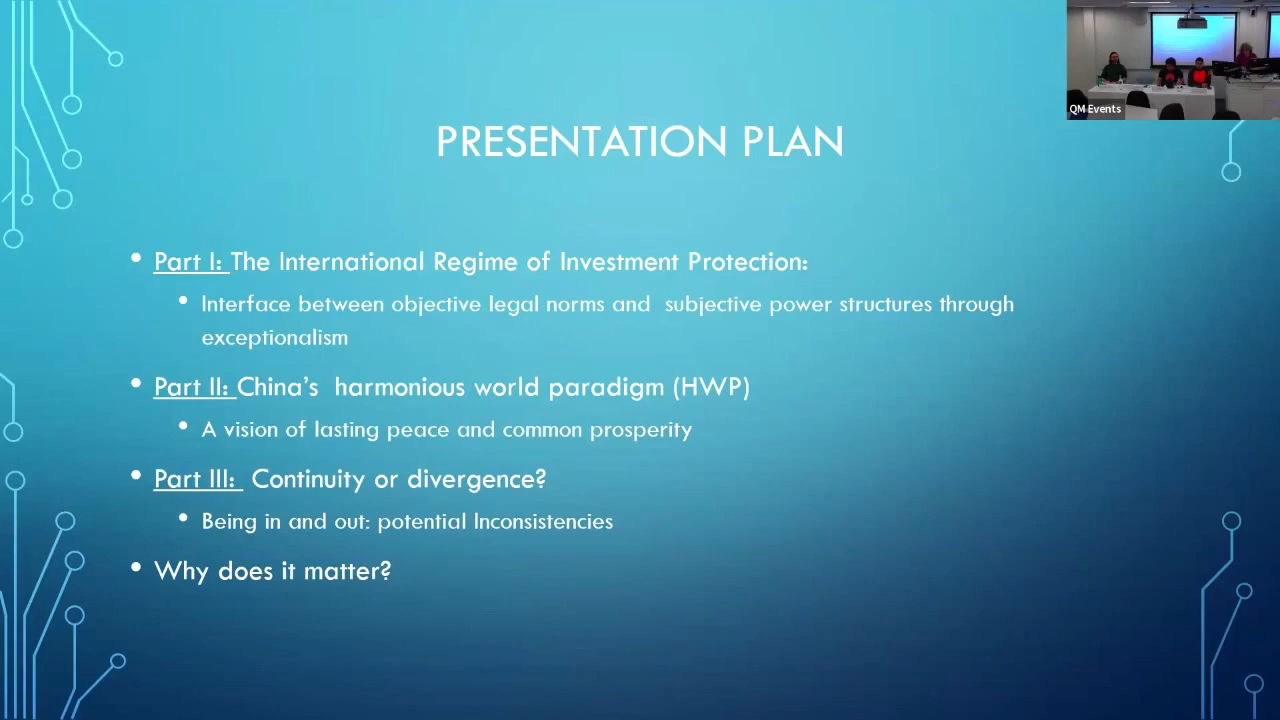 QM Events
PRESENTATION PLAN
• Part I: The International Regime of Investment Protection:
• Interface between objective legal norms and subjective power structures through
exceptionalism
• Part II: China's harmonious world paradigm (HWP)
• A vision of lasting peace and common prosperity
• Part III: Continuity or divergence?
• Being in and out: potential Inconsistencies
• Why does it matter?